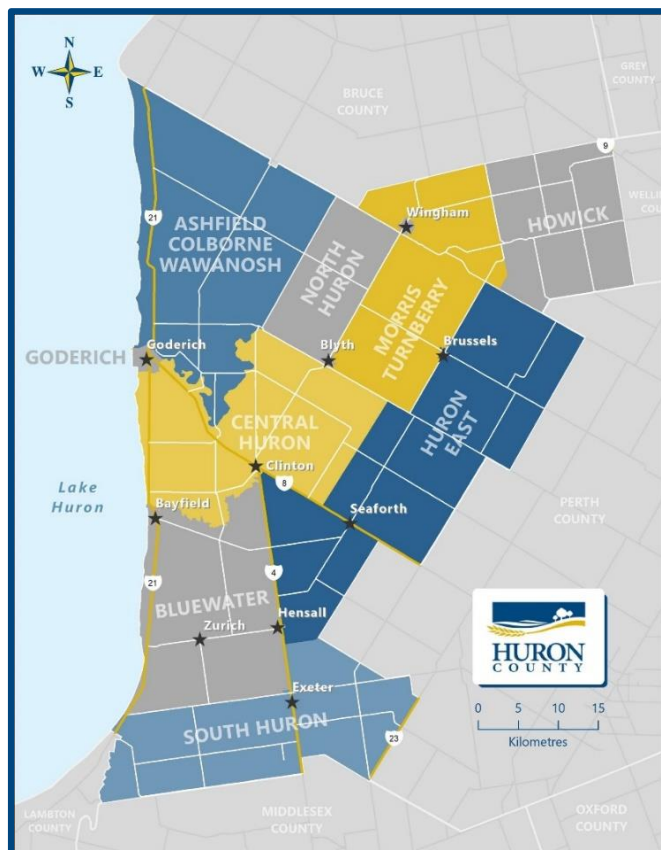 N
W E
S
BRUCE
COUNTY
GREY
COUNTY
9
WELLI
COU
HOWICK
Wingham
21
ASHFIELD
COLBORNE
WAWANOSH
NORTH
HURON
MORRIS
TURNBERRY
Goderich
GODERICH
Blyth
Brussels
CENTRAL
HURON
HURON
EAST
Clinton
8
Lake
Huron
Bayfield
Seaforth
PERTH
COUNTY
21
4
BLUEWATER
Zurich
Hensall
HURON
COUNTY
Exeter
SOUTH HURON
23
0 5 10 15
Kilometres
LAMBTON
COUNTY
MIDDLESEX
COUNTY
OXFORD
COUNTY